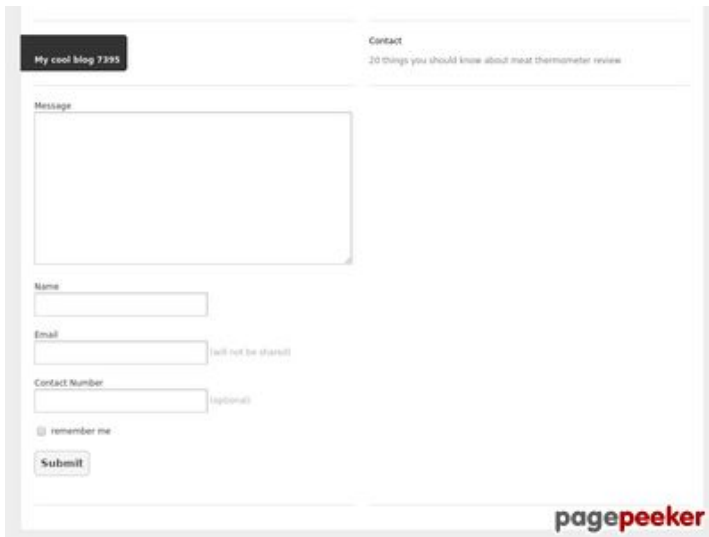 My cool blog 7395
Contact
20 things you should know about meat thermometer review
Message
Name
Email
(will not be shared)
Contact Number
(optional)
remember me
Submit
pagepeeker